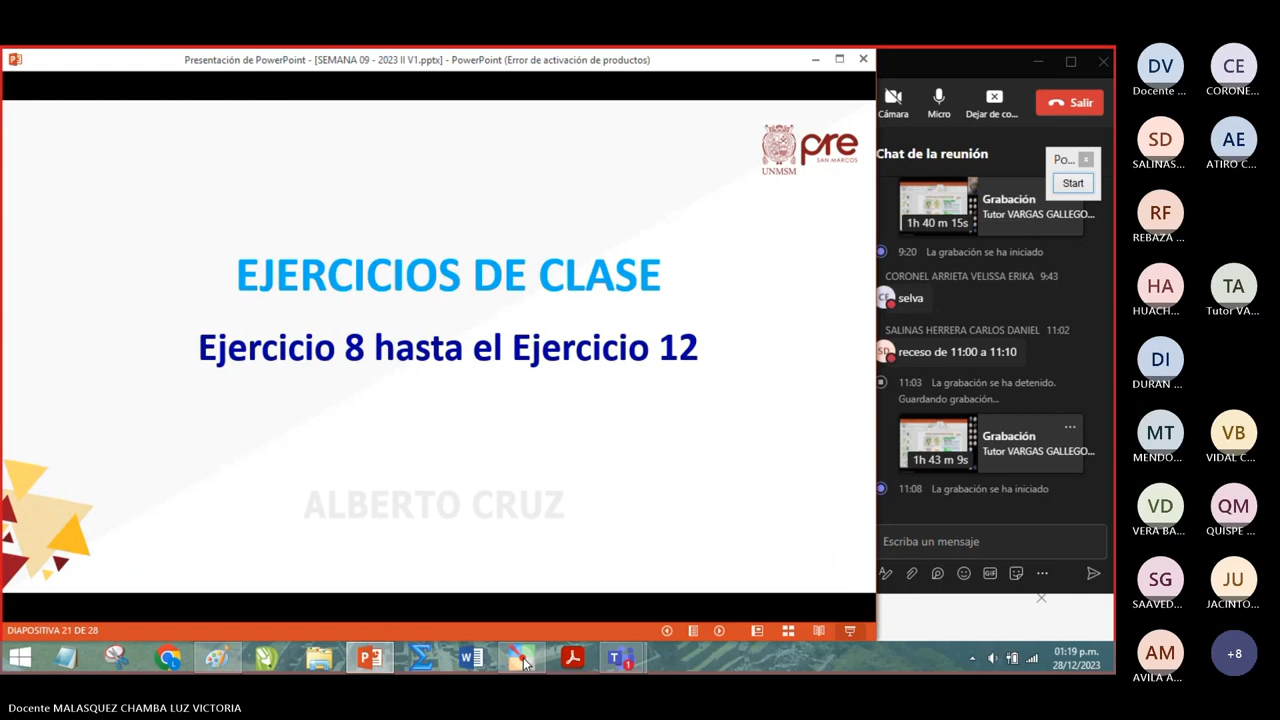 Presentación de PowerPoint - [SEMANA 09 - 2023 II V1.pptx] - PowerPoint (Error de activación de productos)
UNMSM
pre
SAN MARCOS
EJERCICIOS DE CLASE
Ejercicio 8 hasta el Ejercicio 12
ALBERTO CRUZ
DIAPOSITIVA 21 DE 28
Cámara
Micro
Dejar de co...
Salir
Chat de la reunión
Po...
Start
Grabación
Tutor VARGAS GALLEGO...
1h 40 m 15s
9:20 La grabación se ha iniciado
CORONEL ARRIETA VELISSA ERIKA 9:43
CE
selva
SALINAS HERRERA CARLOS DANIEL 11:02
SD
receso de 11:00 a 11:10
11:03 La grabación se ha detenido.
Guardando grabación...
Grabación
Tutor VARGAS GALLEGO...
1h 43 m 9s
11:08 La grabación se ha iniciado
Escriba un mensaje
GIF
01:19 p.m.
28/12/2023
DV
Docente ...
CE
CORONE...
SD
SALINAS...
AE
ATIRO C...
RF
REBAZA ...
HA
HUACH...
TA
Tutor VA...
DI
DURAN ...
MT
MENDO...
VB
VIDAL C...
VD
VERA BA...
QM
QUISPE ...
SG
SAAVED...
JU
JACINTO...
AM
AVILA A...
+8
Docente MALASQUEZ CHAMBA LUZ VICTORIA